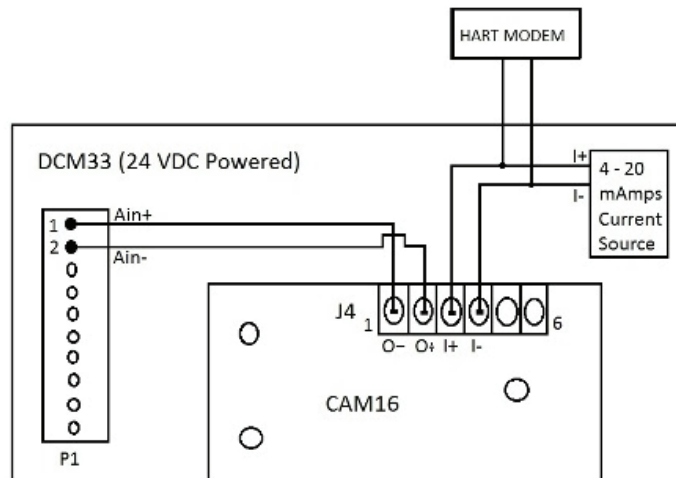 HART MODEM
DCM33 (24 VDC Powered)
I+
I-
4 - 20
mAmps
Current
Source
1
Ain+
2
Ain-
J4
1
6
O−
O+
I+
I-
CAM16
P1